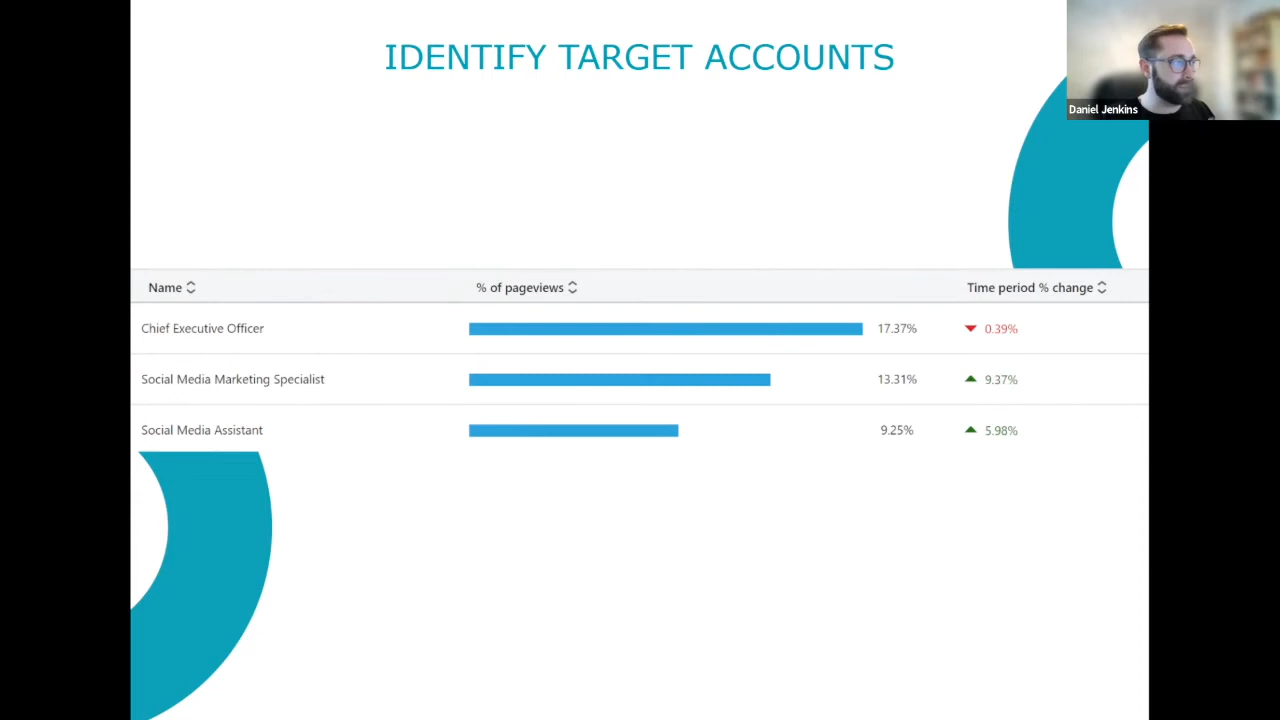 IDENTIFY TARGET ACCOUNTS
Daniel Jenkins
Name % of pageviews Time period % change
Chief Executive Officer 17.37% 0.39%
Social Media Marketing Specialist 13.31% 9.37%
Social Media Assistant 9.25% 5.98%